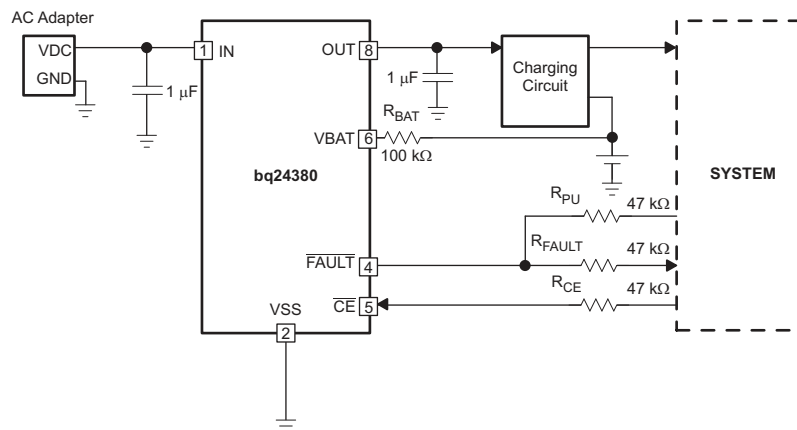 AC Adapter
VDC
GND
1 μF
1
IN
OUT
8
1 μF
Charging
Circuit
R_BAT
VBAT
6
100 kΩ
bq24380
SYSTEM
R_PU
47 kΩ
R_FAULT
47 kΩ
FAULT
4
R_CE
47 kΩ
CE
5
VSS
2